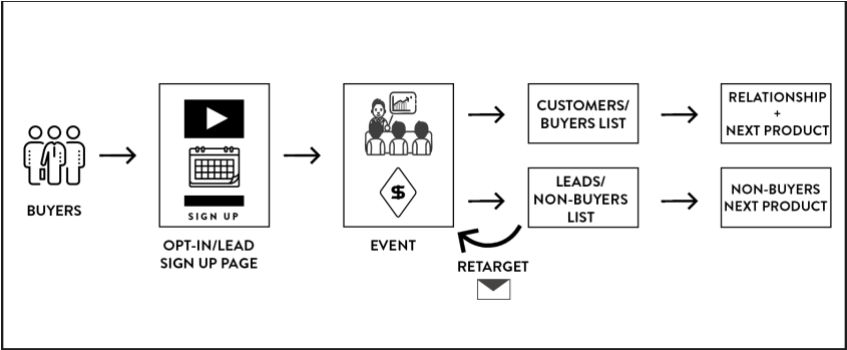 BUYERS
SIGN UP
OPT-IN/LEAD
SIGN UP PAGE
$
EVENT
CUSTOMERS/
BUYERS LIST
RELATIONSHIP
+
NEXT PRODUCT
LEADS/
NON-BUYERS
LIST
NON-BUYERS
NEXT PRODUCT
RETARGET